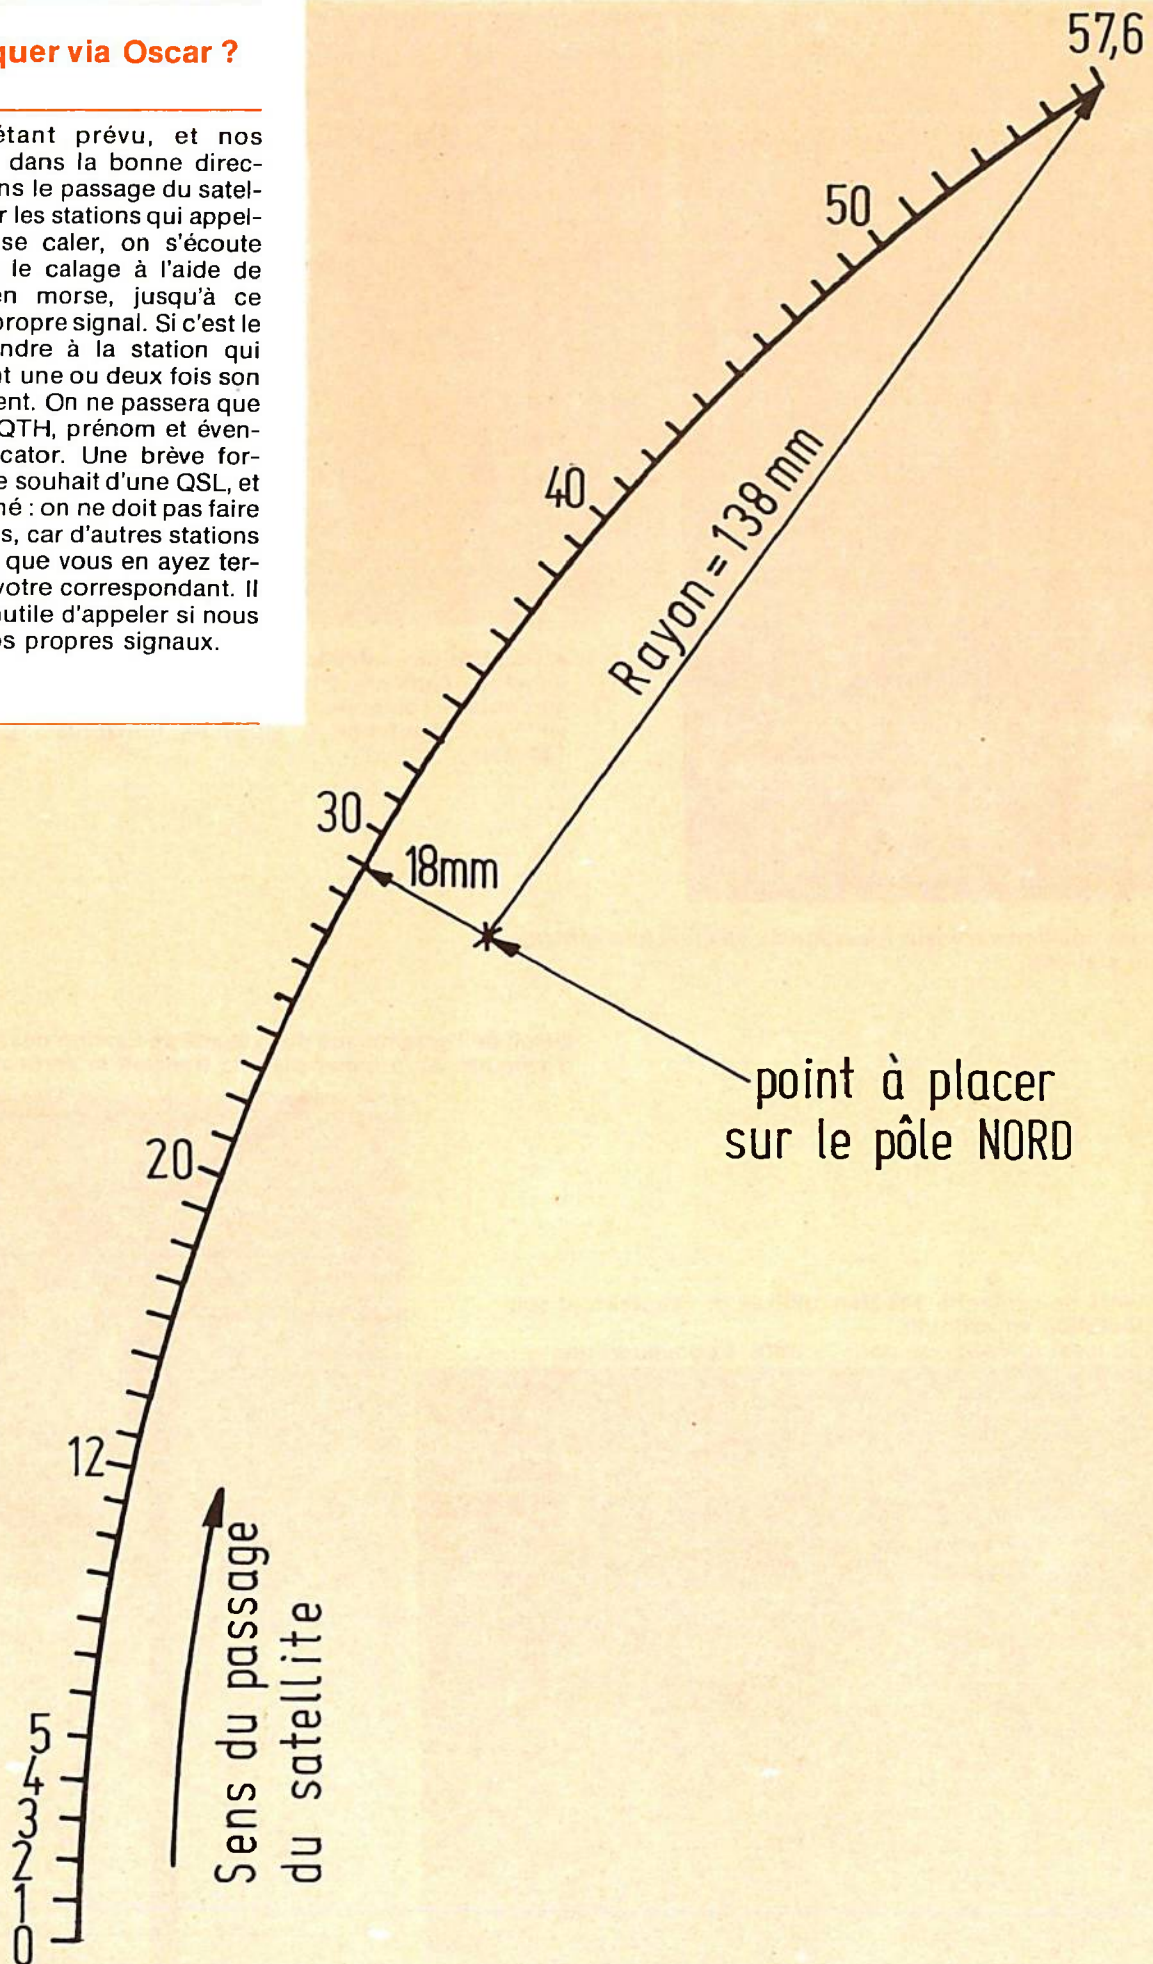 quer via Oscar ?
étant prévu, et nos
dans la bonne direc-
ns le passage du satel-
r les stations qui appel-
se caler, on s'écoute
le calage à l'aide de
en morse, jusqu'à ce
propre signal. Si c'est le
ndre à la station qui
nt une ou deux fois son
ent. On ne passera que
QTH, prénom et éven-
cator. Une brève for-
e souhait d'une QSL, et
né : on ne doit pas faire
s, car d'autres stations
que vous en ayez ter-
votre correspondant. Il
nutile d'appeler si nous
os propres signaux.
57,6
50
40
Rayon = 138 mm
30
18mm
point à placer
sur le pôle NORD
20
12
Sens du passage
du satellite
5
4
3
2
1
0